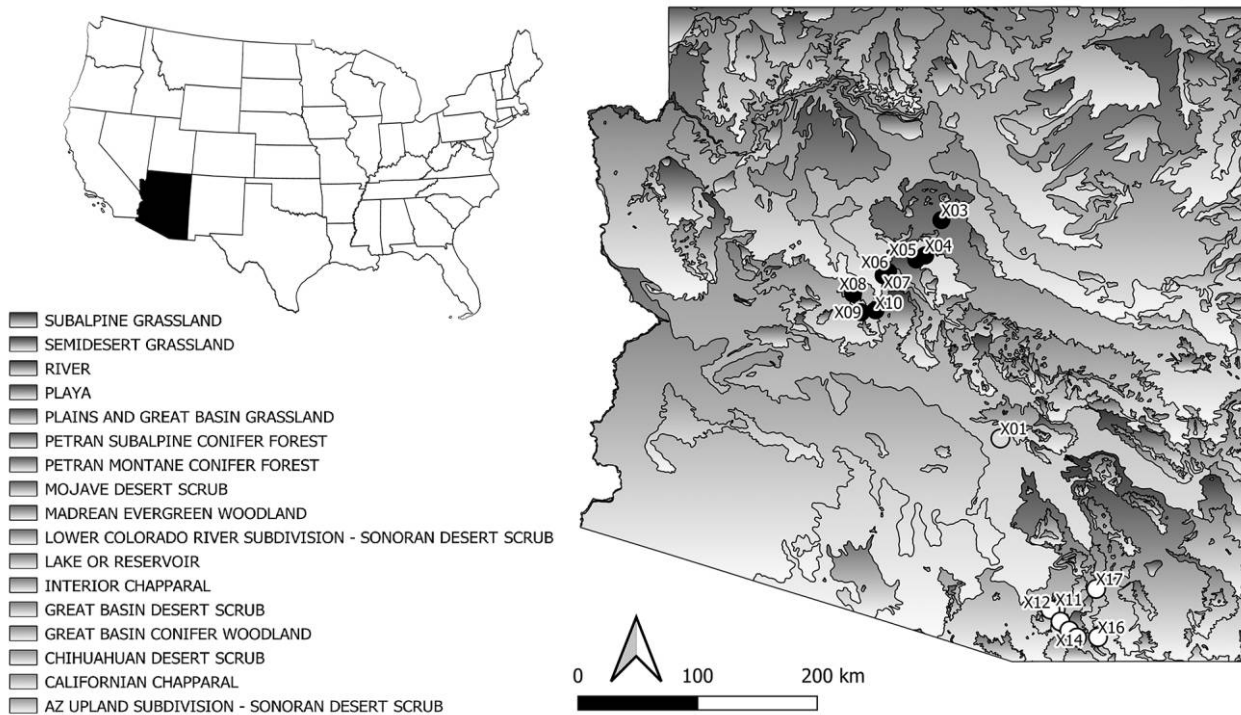 SUBALPINE GRASSLAND
SEMIDESERT GRASSLAND
RIVER
PLAYA
PLAINS AND GREAT BASIN GRASSLAND
PETRAN SUBALPINE CONIFER FOREST
PETRAN MONTANE CONIFER FOREST
MOJAVE DESERT SCRUB
MADREAN EVERGREEN WOODLAND
LOWER COLORADO RIVER SUBDIVISION - SONORAN DESERT SCRUB
LAKE OR RESERVOIR
INTERIOR CHAPPARAL
GREAT BASIN DESERT SCRUB
GREAT BASIN CONIFER WOODLAND
CHIHUAHUAN DESERT SCRUB
CALIFORNIAN CHAPPARAL
AZ UPLAND SUBDIVISION - SONORAN DESERT SCRUB
X03
X05
X04
X06
X07
X08
X10
X09
X01
X17
X12
X11
X14
X16
0
100
200 km